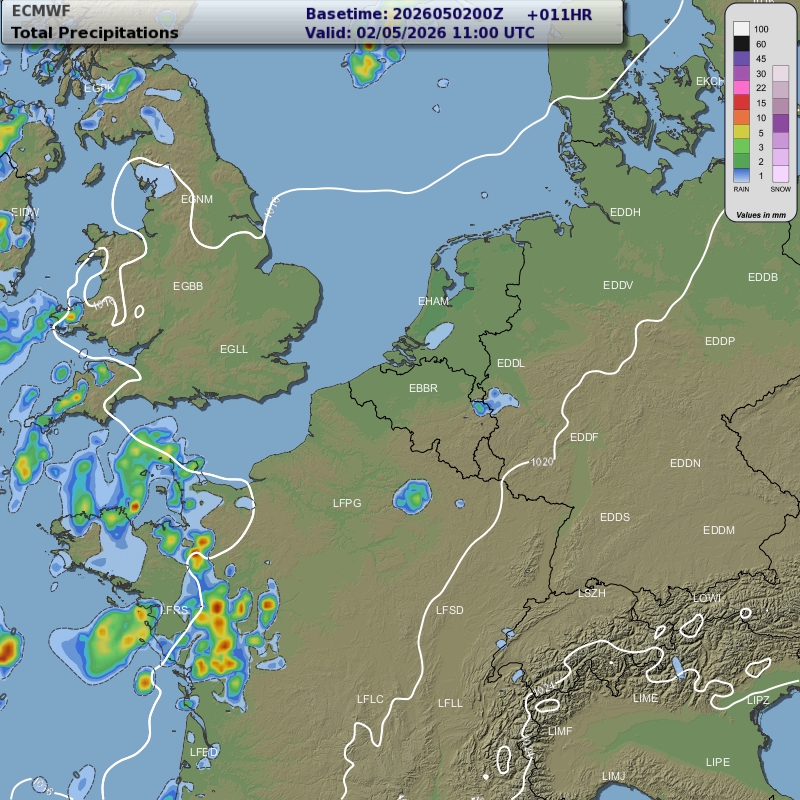 ECMWF
Basetime: 2026050200Z +011HR
Total Precipitations
Valid: 02/05/2026 11:00 UTC
100
60
45
30
22
15
10
5
3
2
1
RAIN SNOW
Values in mm
EGPK
EKCH
EIDW
EGNM
1016
EDDH
EGBB
EDDV
EDDB
EHAM
EGLL
EDDP
EDDL
EBBR
EDDF
1020
EDDN
LFPG
EDDS
EDDM
LFRS
LFSD
LSZH
LOWI
LFLC
LFLL
1024
LIME
LIPZ
LIMF
LFBD
LIPE
LIMJ